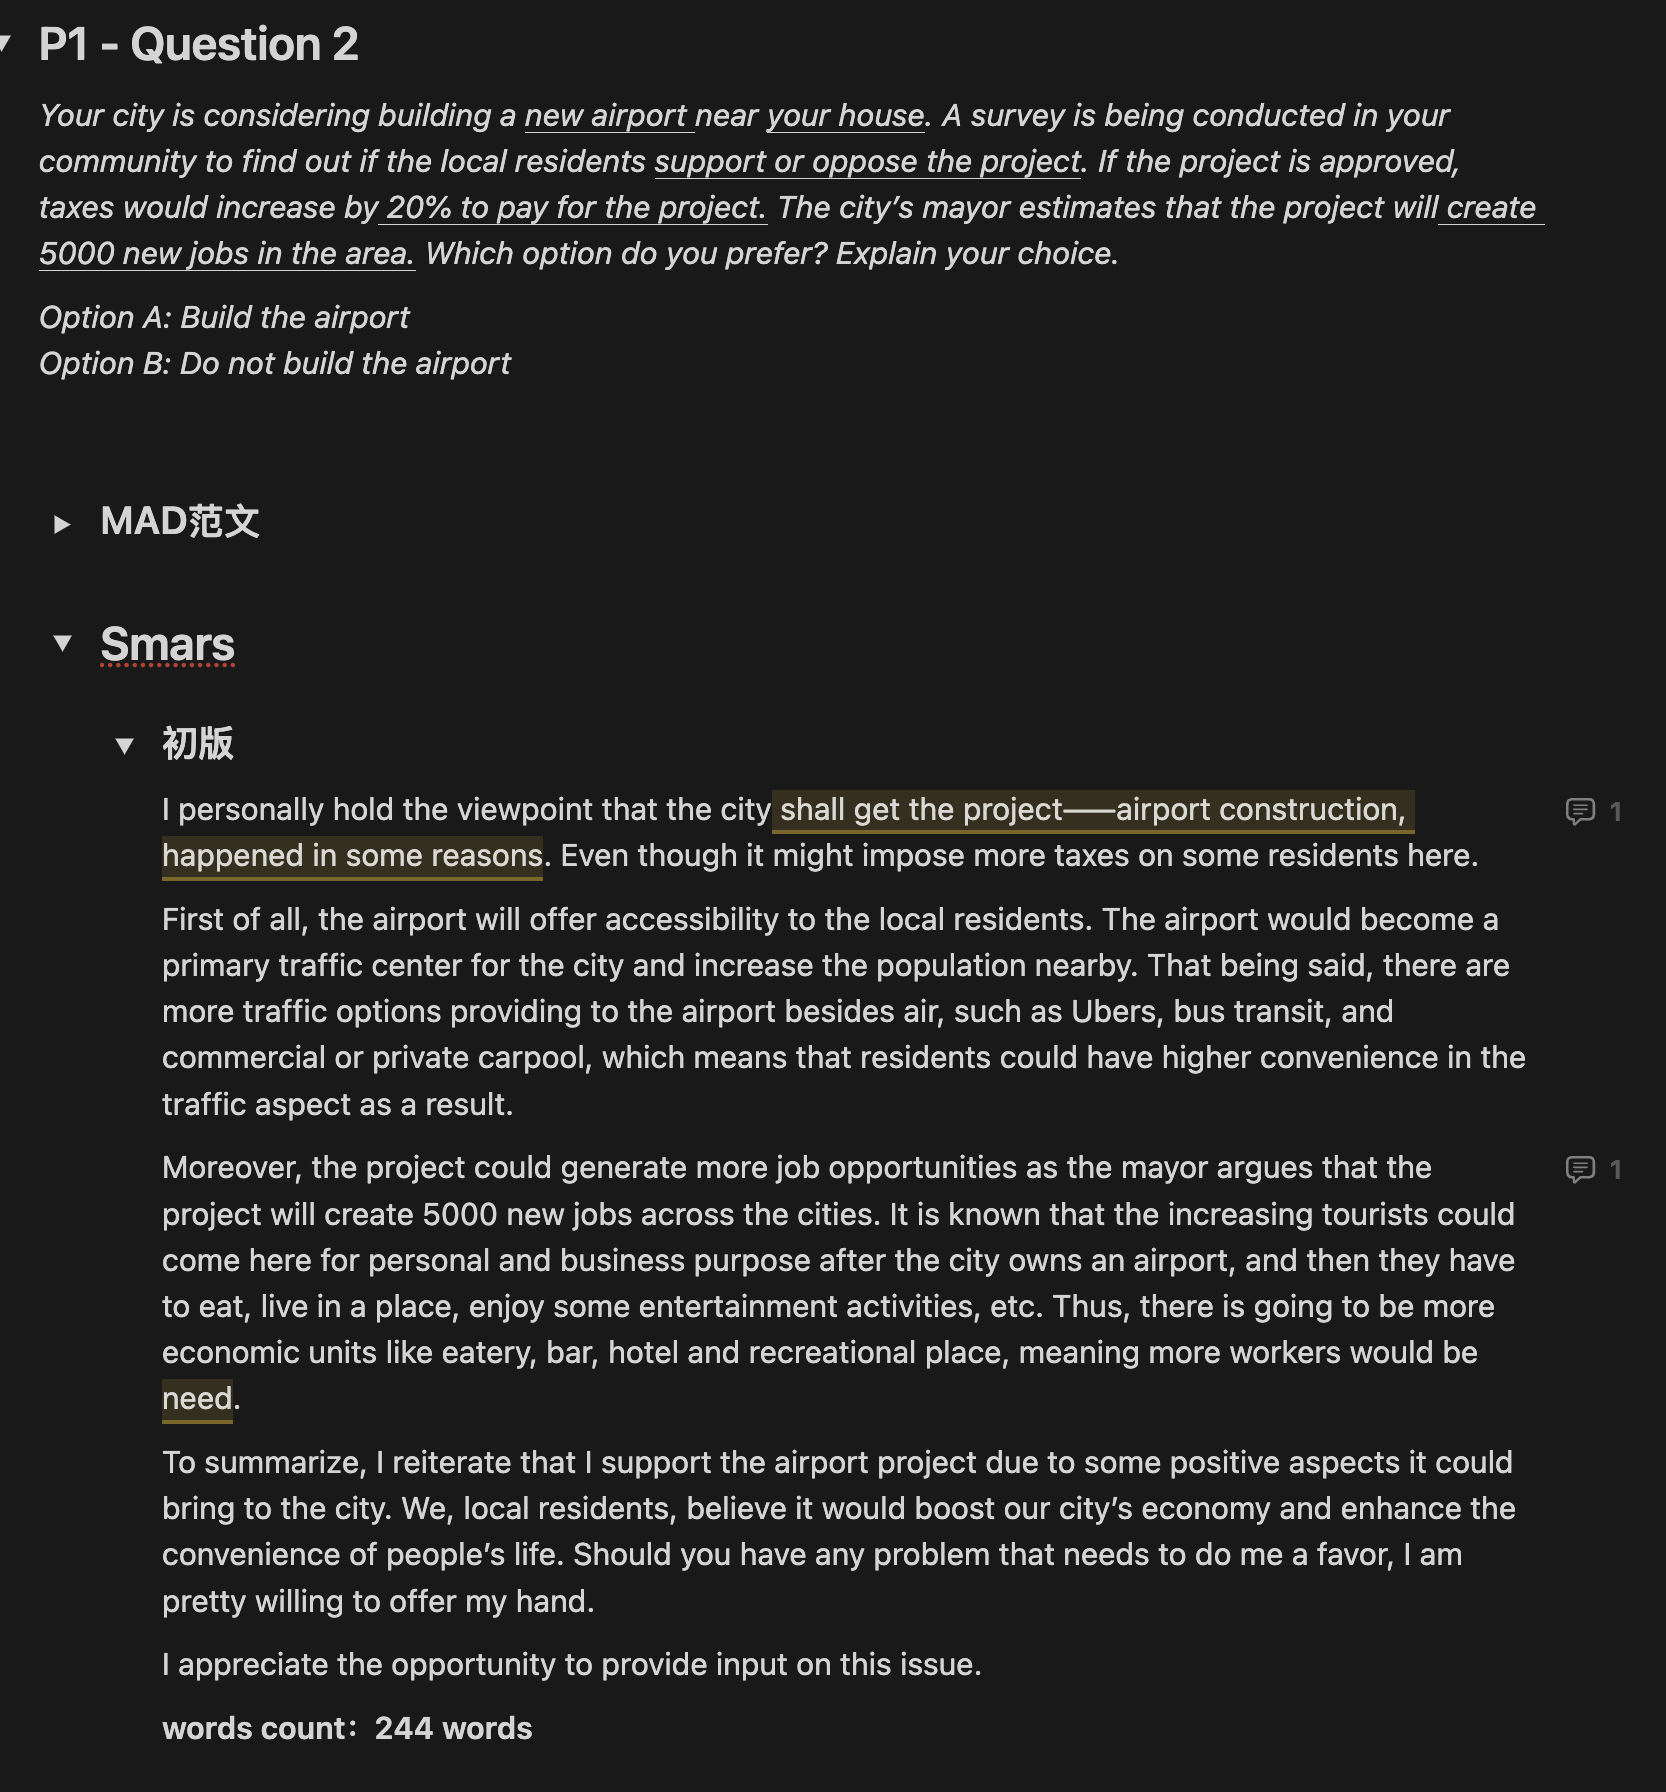 P1 - Question 2
Your city is considering building a new airport near your house. A survey is being conducted in your
community to find out if the local residents support or oppose the project. If the project is approved,
taxes would increase by 20% to pay for the project. The city’s mayor estimates that the project will create
5000 new jobs in the area. Which option do you prefer? Explain your choice.
Option A: Build the airport
Option B: Do not build the airport
MAD范文
Smars
初版
I personally hold the viewpoint that the city shall get the project——airport construction,
1
happened in some reasons. Even though it might impose more taxes on some residents here.
First of all, the airport will offer accessibility to the local residents. The airport would become a
primary traffic center for the city and increase the population nearby. That being said, there are
more traffic options providing to the airport besides air, such as Ubers, bus transit, and
commercial or private carpool, which means that residents could have higher convenience in the
traffic aspect as a result.
Moreover, the project could generate more job opportunities as the mayor argues that the
1
project will create 5000 new jobs across the cities. It is known that the increasing tourists could
come here for personal and business purpose after the city owns an airport, and then they have
to eat, live in a place, enjoy some entertainment activities, etc. Thus, there is going to be more
economic units like eatery, bar, hotel and recreational place, meaning more workers would be
need.
To summarize, I reiterate that I support the airport project due to some positive aspects it could
bring to the city. We, local residents, believe it would boost our city’s economy and enhance the
convenience of people’s life. Should you have any problem that needs to do me a favor, I am
pretty willing to offer my hand.
I appreciate the opportunity to provide input on this issue.
words count：244 words